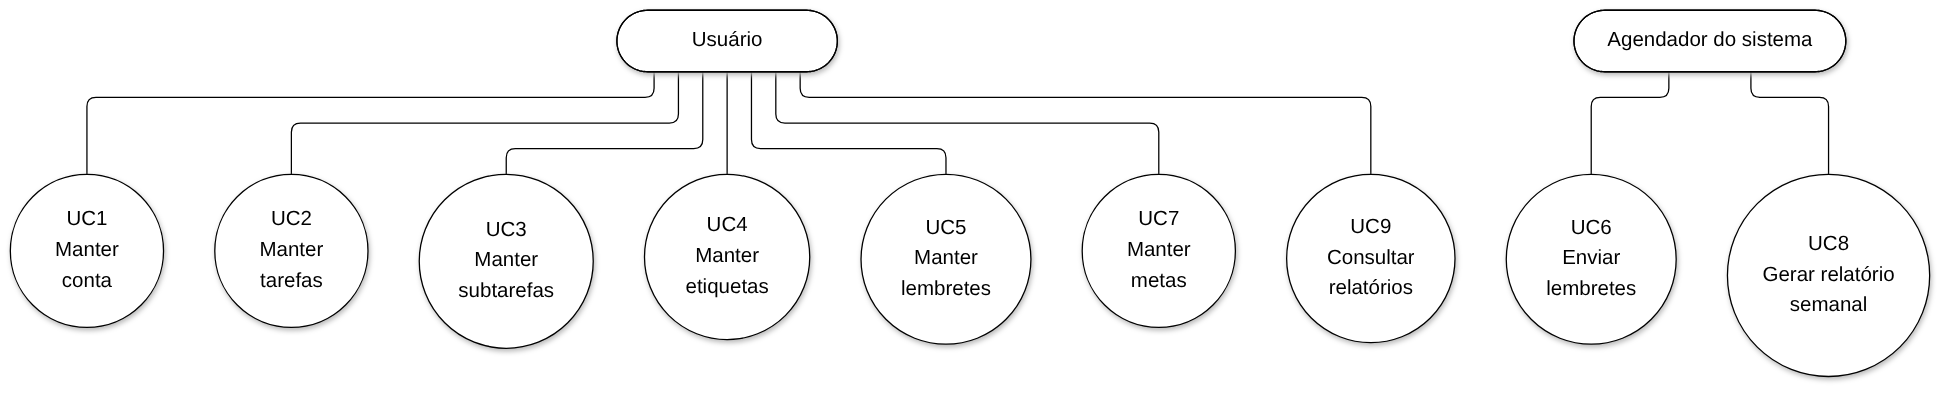 Usuário
Agendador do sistema
UC1
Manter
conta
UC2
Manter
tarefas
UC3
Manter
subtarefas
UC4
Manter
etiquetas
UC5
Manter
lembretes
UC7
Manter
metas
UC9
Consultar
relatórios
UC6
Enviar
lembretes
UC8
Gerar relatório
semanal